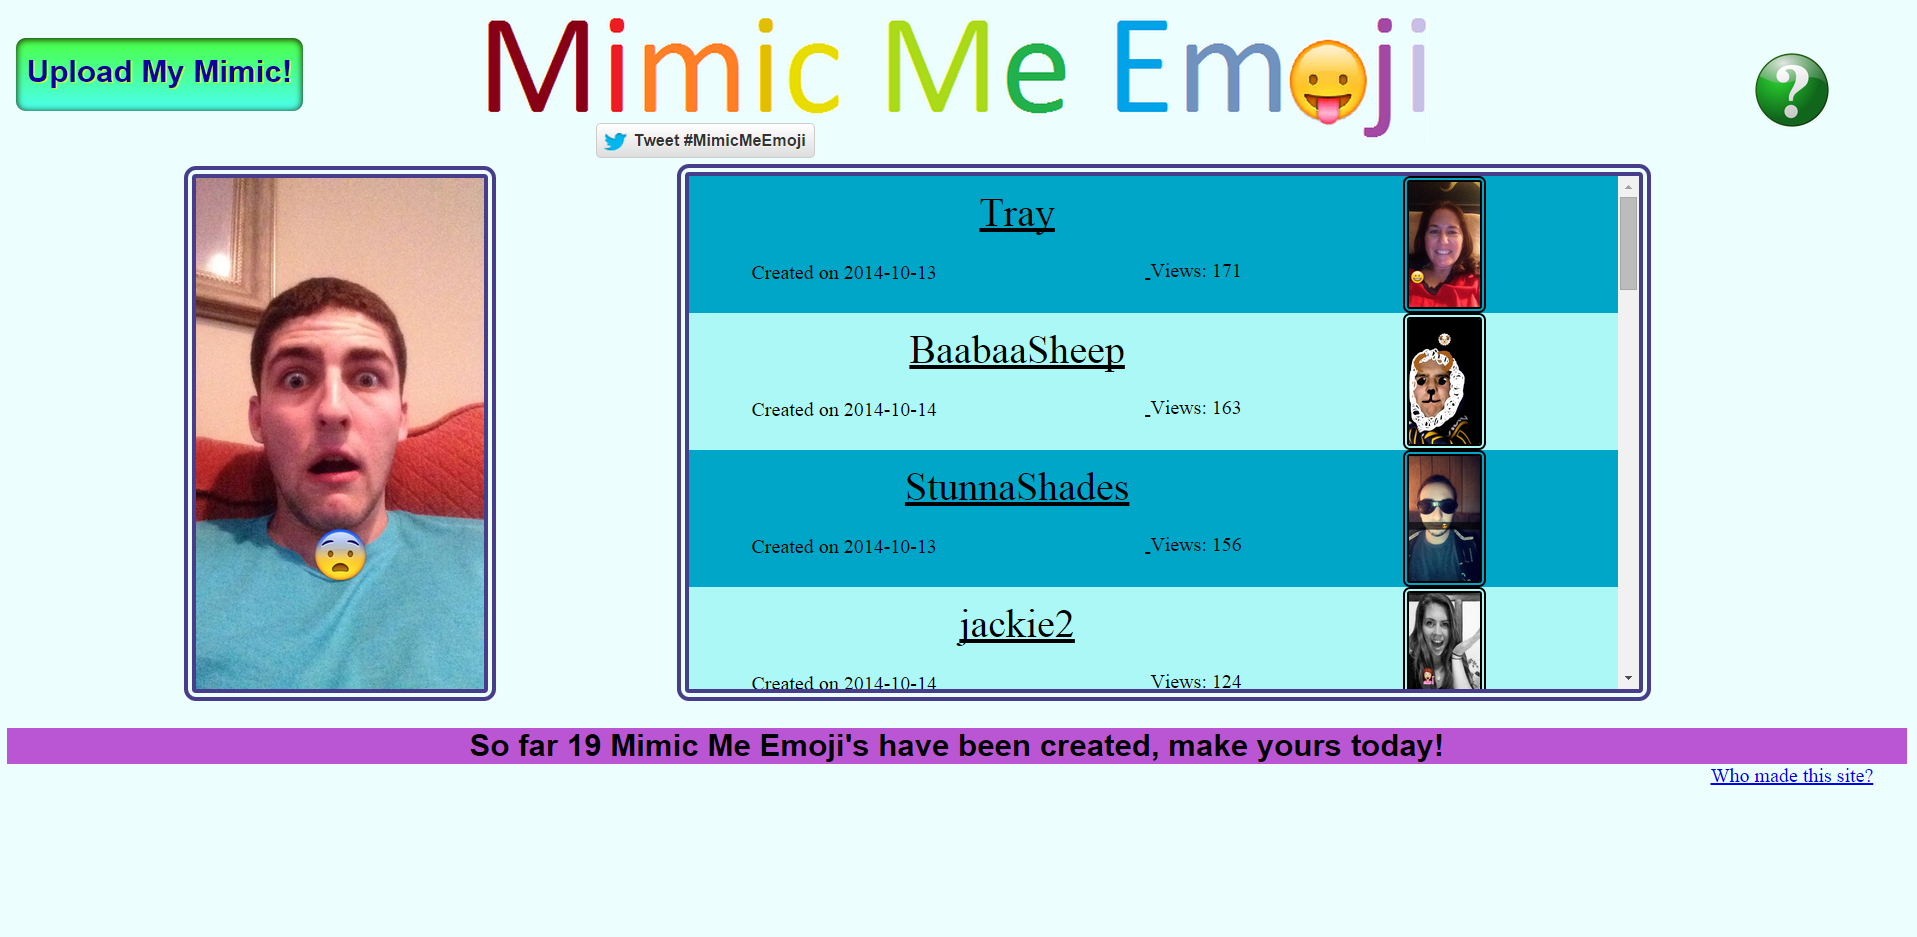 Upload My Mimic!
Mimic Me Emoji
Tweet #MimicMeEmoji
Tray
Created on 2014-10-13 Views: 171
BaabaaSheep
Created on 2014-10-14 Views: 163
StunnaShades
Created on 2014-10-13 Views: 156
jackie2
Created on 2014-10-14 Views: 124
So far 19 Mimic Me Emoji's have been created, make yours today!
Who made this site?